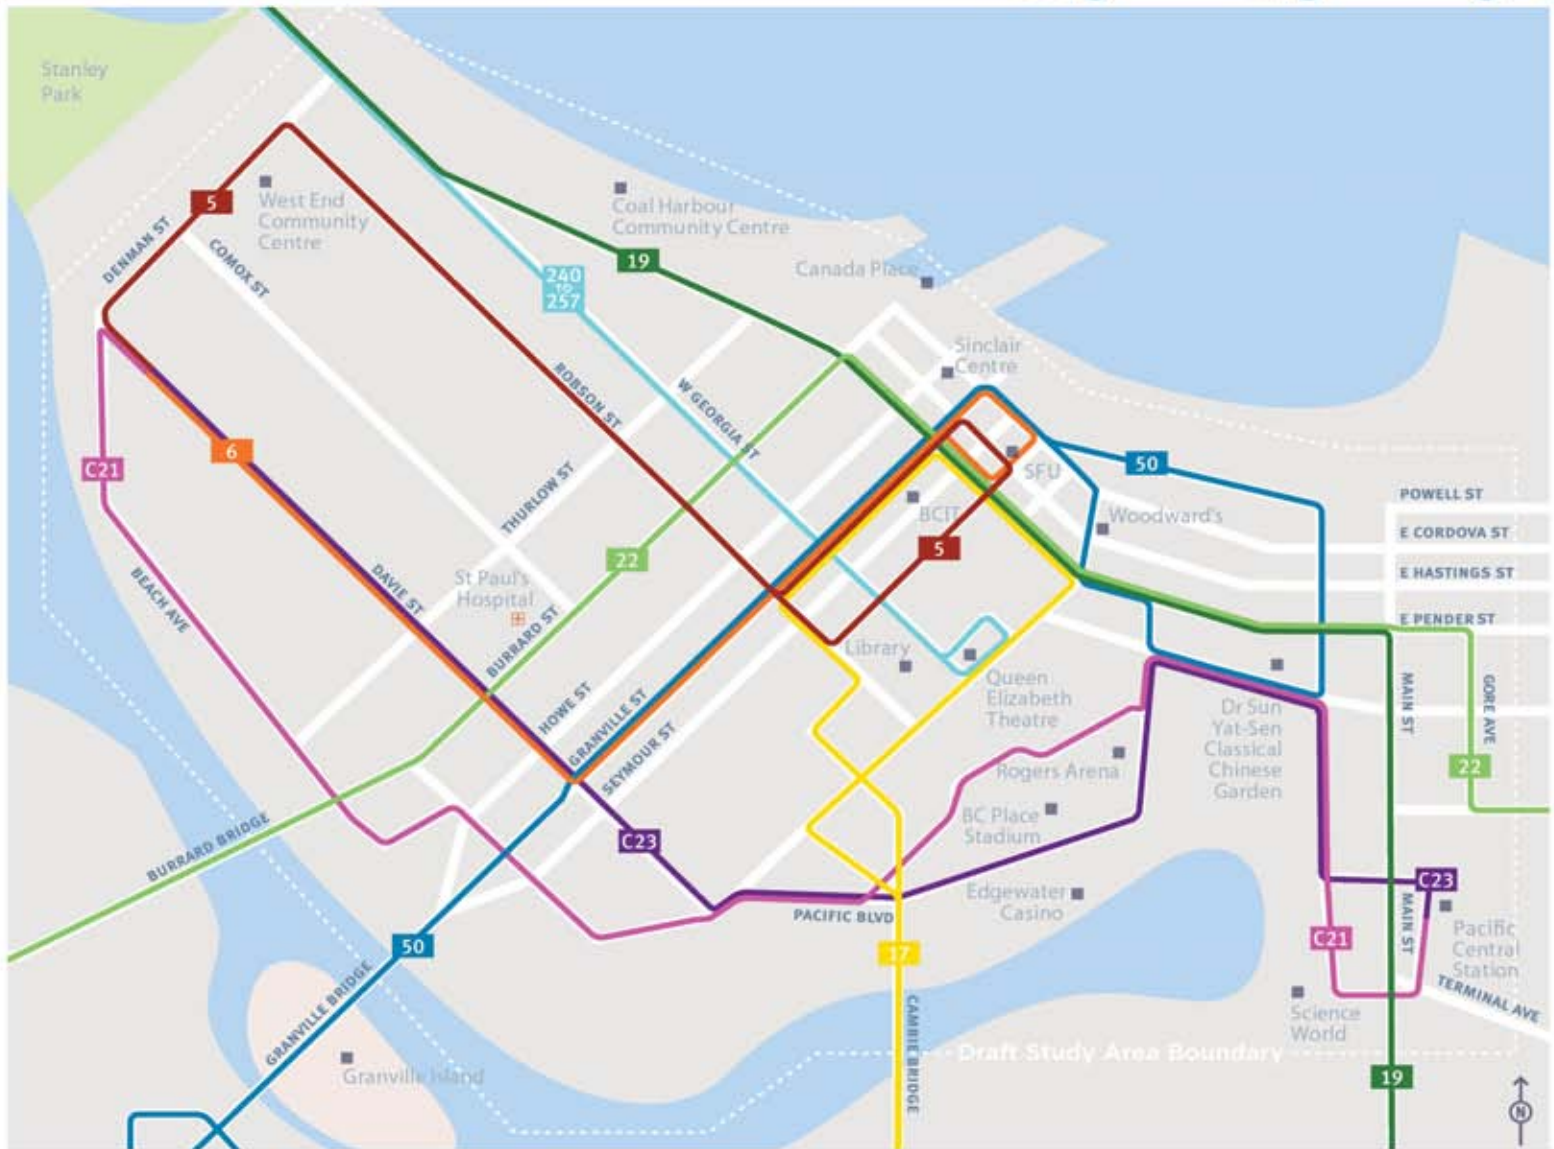 Stanley
Park
5
West End
Community
Centre
DENMAN ST
COMOX ST
Coal Harbour
Community Centre
19
240
TO
257
Canada Place
Sinclair
Centre
ROBSON ST
W GEORGIA ST
6
C21
THURLOW ST
SFU
50
BCIT
Woodward's
POWELL ST
E CORDOVA ST
E HASTINGS ST
E PENDER ST
5
22
DAVIE ST
BEACH AVE
St Paul's
Hospital
BURRARD ST
Library
Queen
Elizabeth
Theatre
HOWE ST
GRANVILLE ST
SEYMOUR ST
Dr Sun
Yat-Sen
Classical
Chinese
Garden
MAIN ST
GORE AVE
22
Rogers Arena
BC Place
Stadium
C23
BURRARD BRIDGE
Edgewater
Casino
PACIFIC BLVD
C23
MAIN ST
50
17
C21
Pacific
Central
Station
TERMINAL AVE
GRANVILLE BRIDGE
CAMBIE BRIDGE
Science
World
Draft Study Area Boundary
Granville Island
19
N